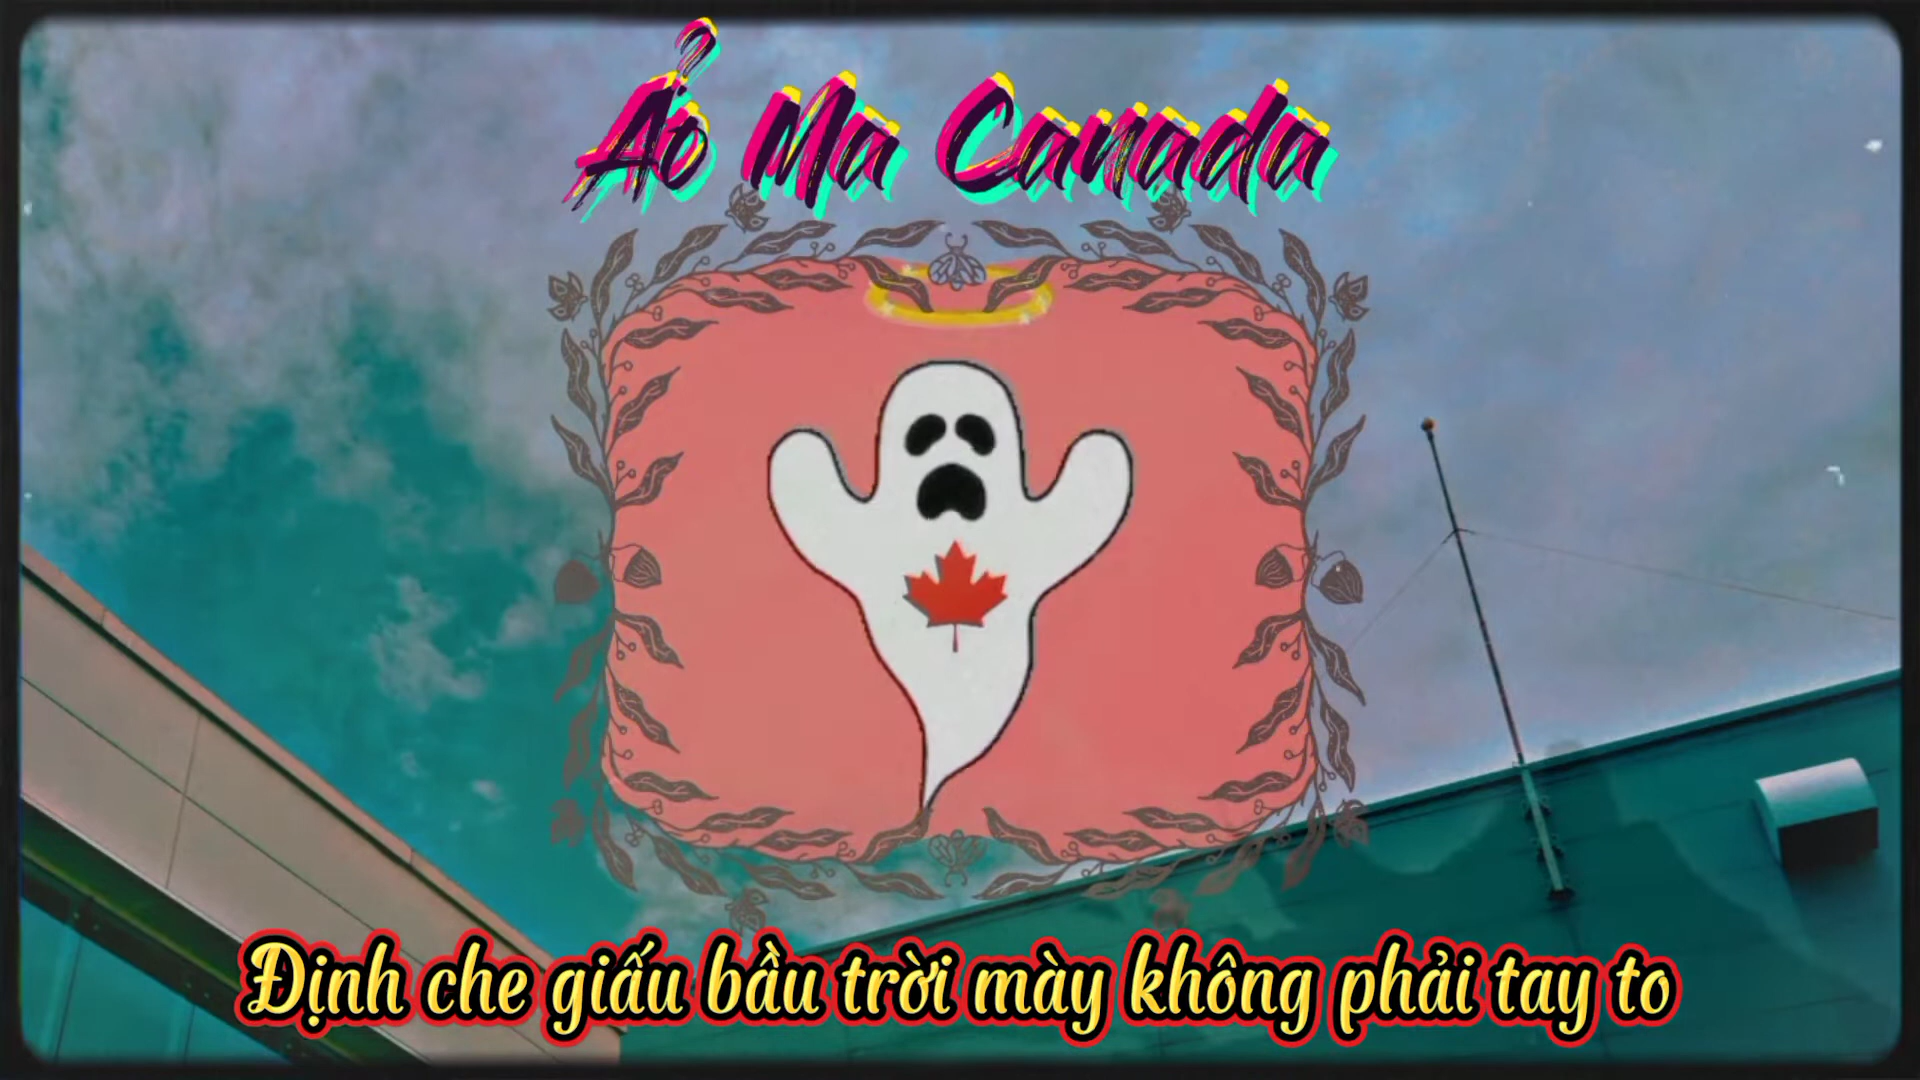 Ảo Ma Canada
Định che giấu bầu trời mày không phải tay to